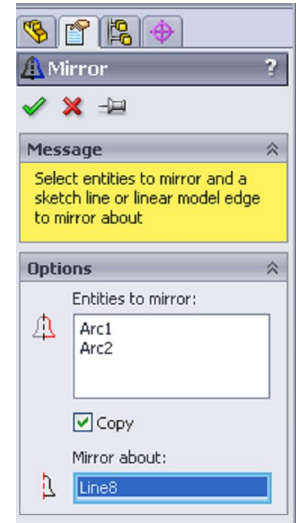 Mirror ?
Message
Select entities to mirror and a
sketch line or linear model edge
to mirror about
Options
Entities to mirror:
Arc1
Arc2
Copy
Mirror about:
Line8